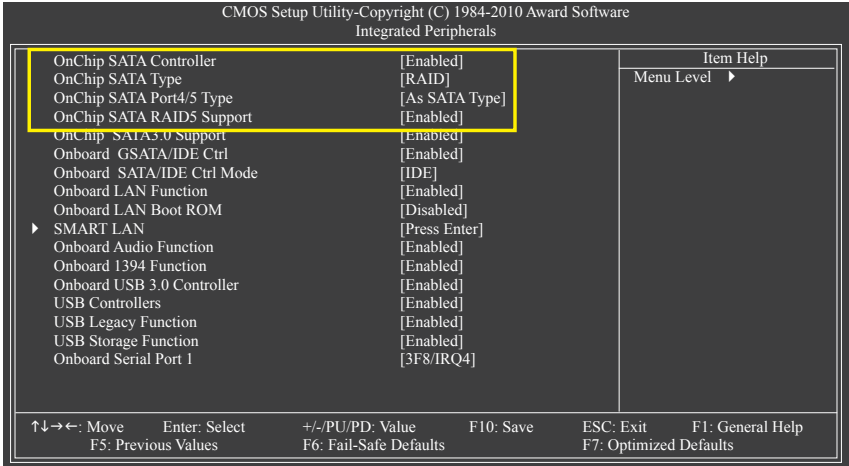 CMOS Setup Utility-Copyright (C) 1984-2010 Award Software
Integrated Peripherals
OnChip SATA Controller [Enabled]
OnChip SATA Type [RAID]
OnChip SATA Port4/5 Type [As SATA Type]
OnChip SATA RAID5 Support [Enabled]
OnChip SATA3.0 Support [Enabled]
Onboard GSATA/IDE Ctrl [Enabled]
Onboard SATA/IDE Ctrl Mode [IDE]
Onboard LAN Function [Enabled]
Onboard LAN Boot ROM [Disabled]
SMART LAN [Press Enter]
Onboard Audio Function [Enabled]
Onboard 1394 Function [Enabled]
Onboard USB 3.0 Controller [Enabled]
USB Controllers [Enabled]
USB Legacy Function [Enabled]
USB Storage Function [Enabled]
Onboard Serial Port 1 [3F8/IRQ4]
Item Help
Menu Level
↑↓→←: Move Enter: Select +/-/PU/PD: Value F10: Save ESC: Exit F1: General Help
F5: Previous Values F6: Fail-Safe Defaults F7: Optimized Defaults